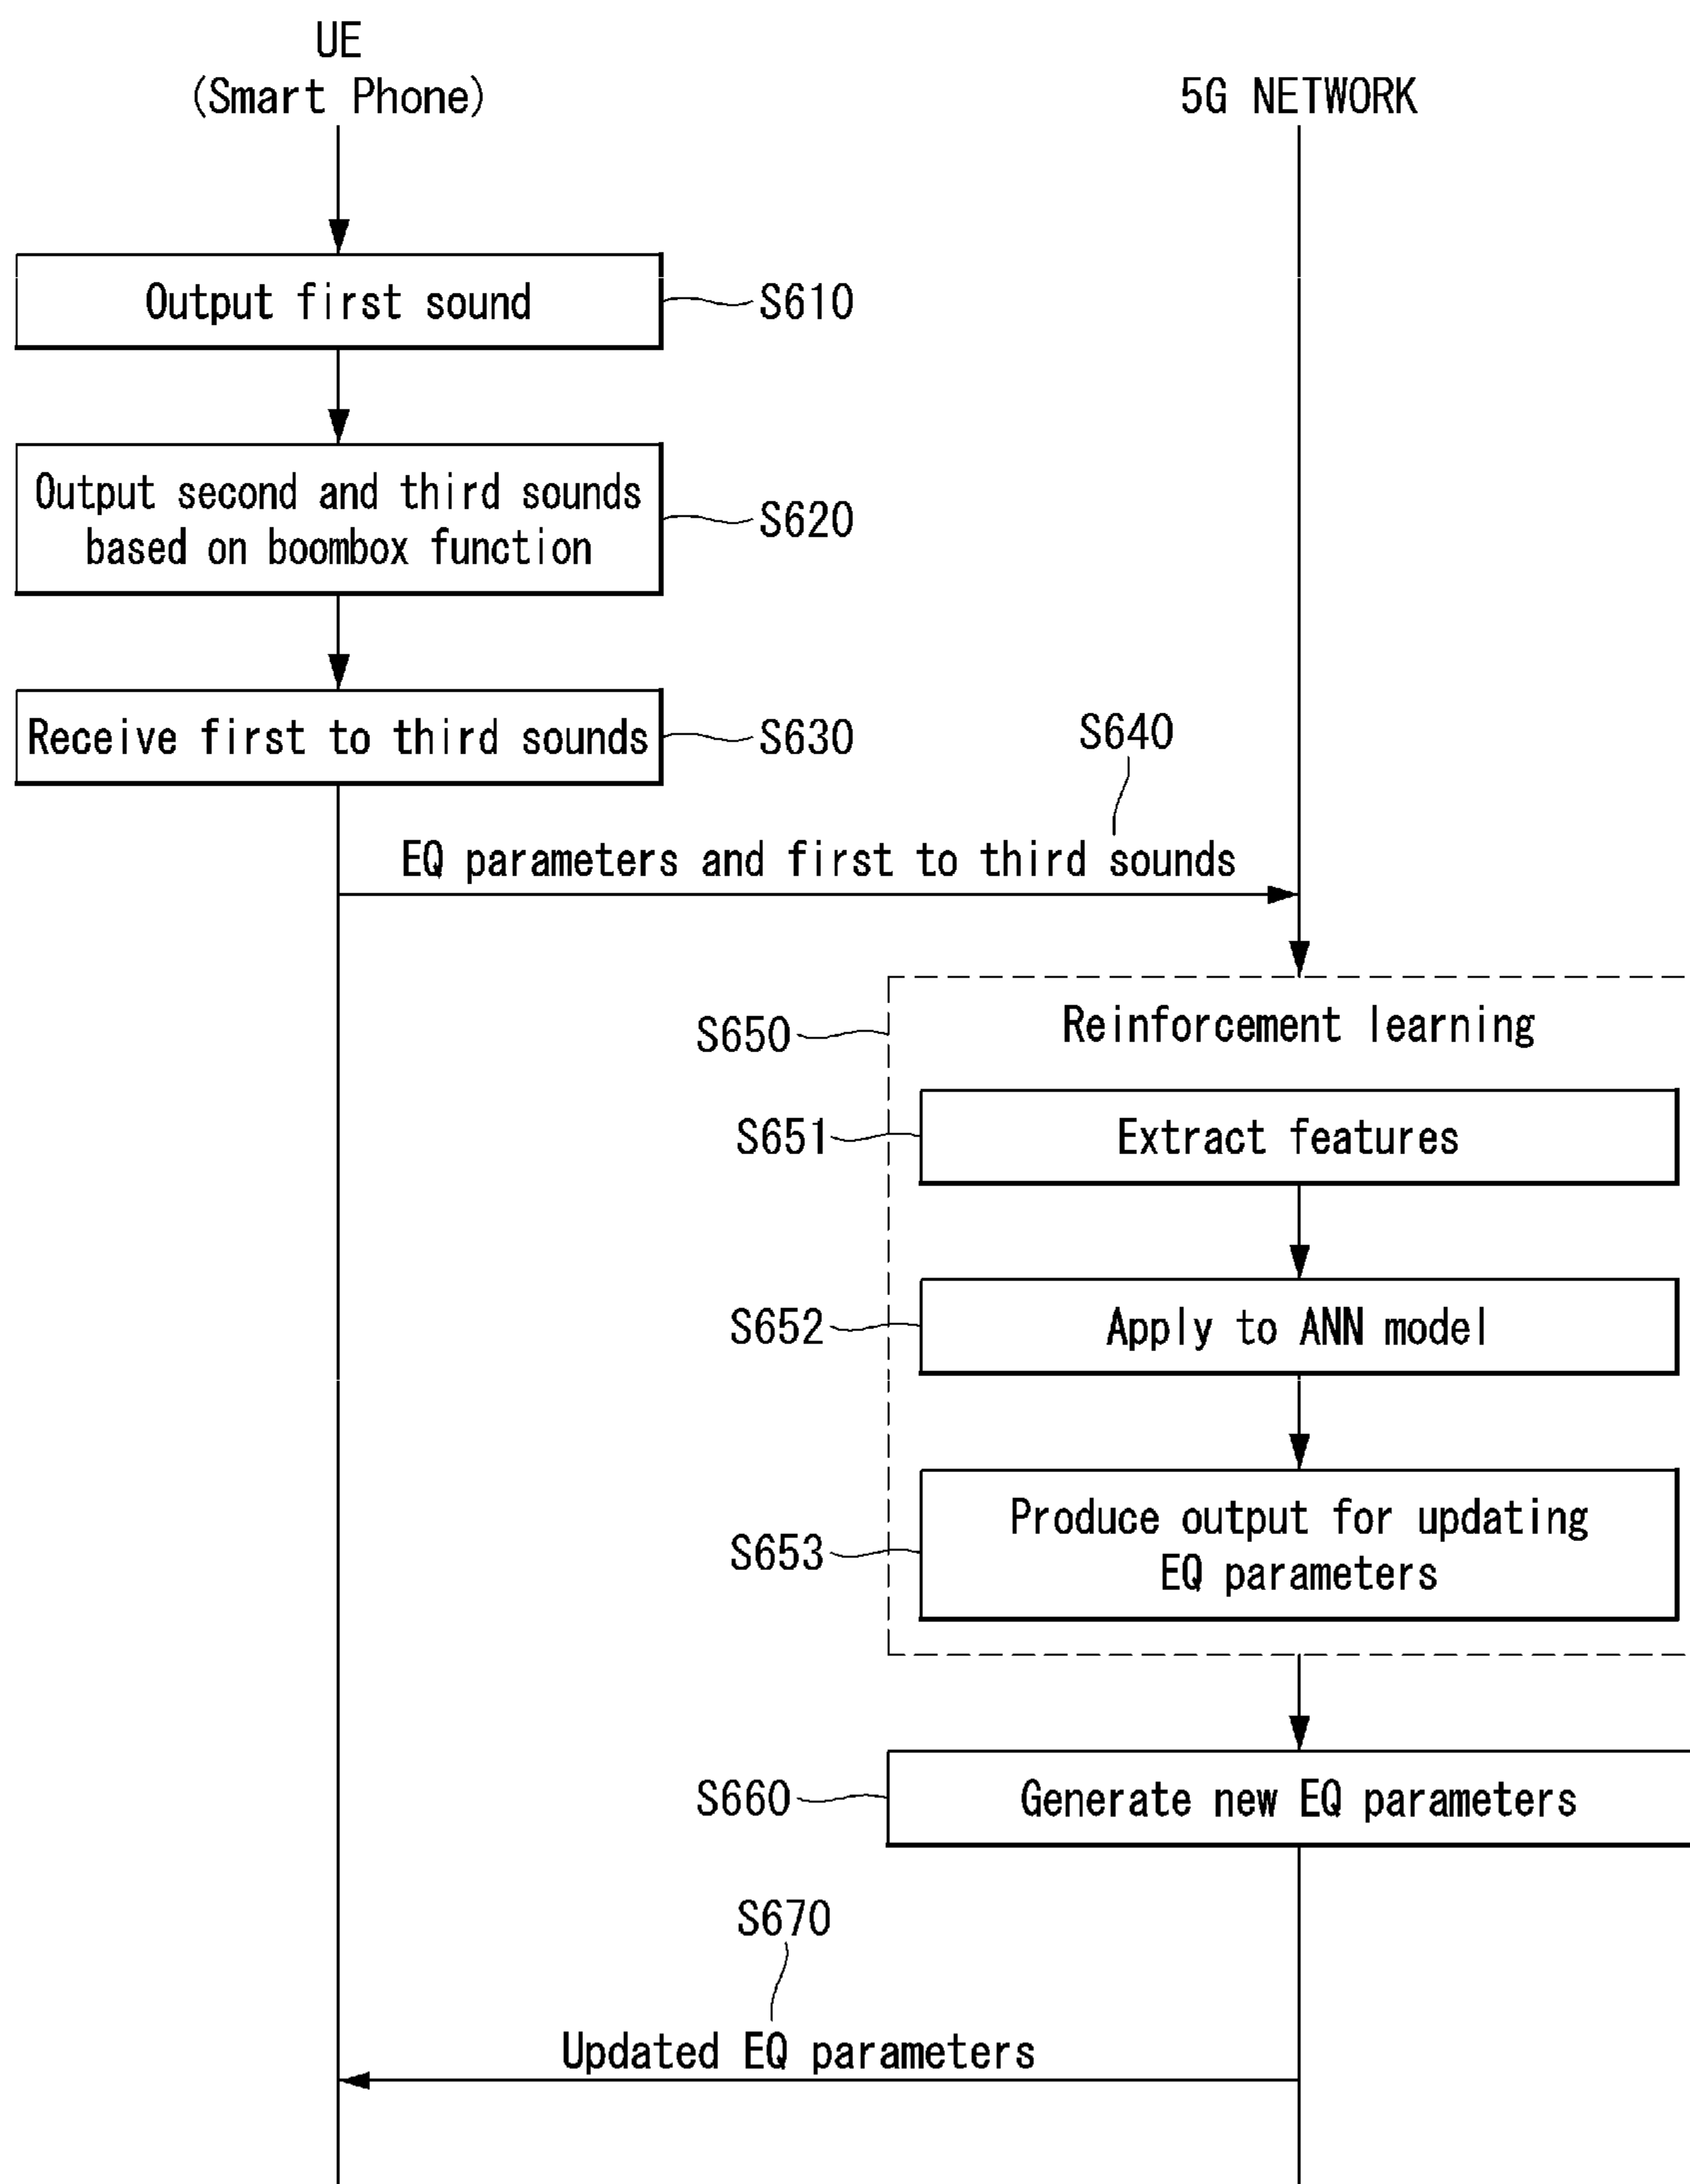 UE
(Smart Phone)
5G NETWORK
Output first sound
S610
Output second and third sounds
based on boombox function
S620
Receive first to third sounds
S630
S640
EQ parameters and first to third sounds
S650
Reinforcement learning
S651
Extract features
S652
Apply to ANN model
S653
Produce output for updating
EQ parameters
S660
Generate new EQ parameters
S670
Updated EQ parameters